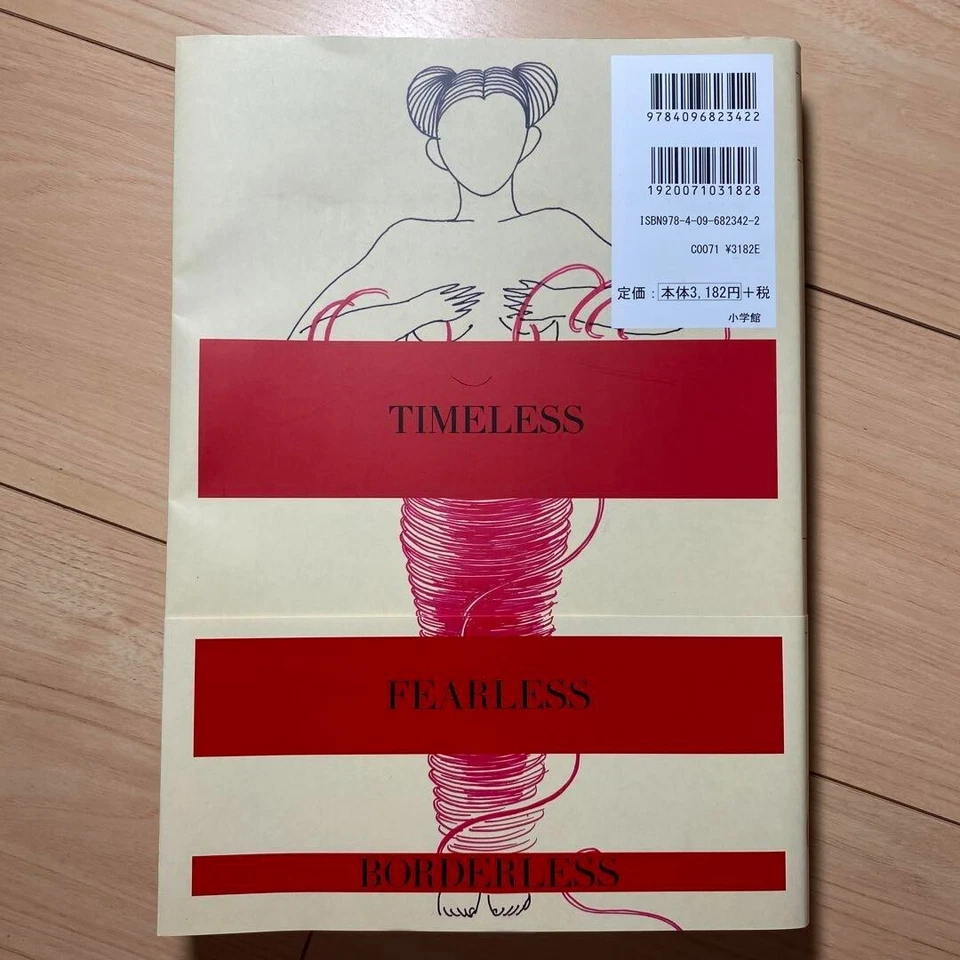 9784096823422
1920071031828
ISBN978-4-09-682342-2
C0071 ¥3182E
定価：本体3,182円＋税
小学館
TIMELESS
FEARLESS
BORDERLESS